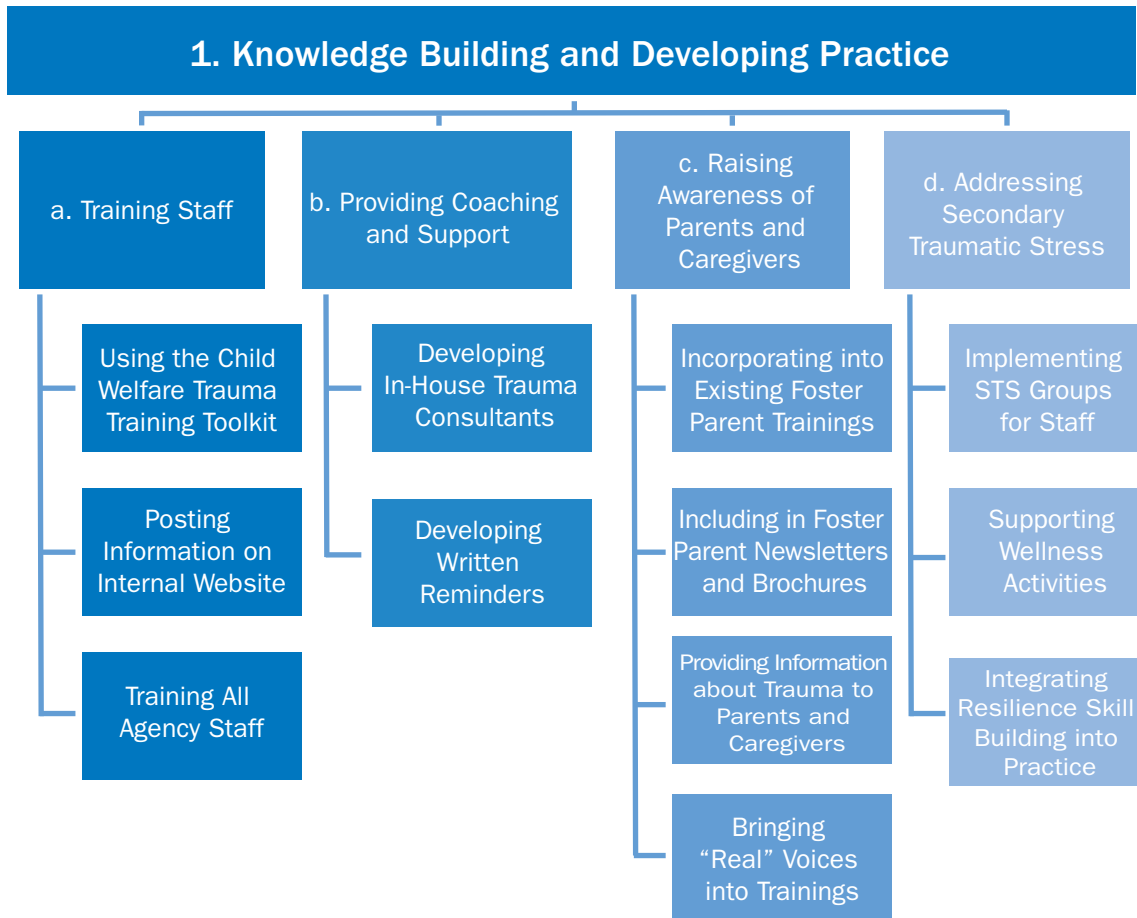 1. Knowledge Building and Developing Practice
a. Training Staff
Using the Child
Welfare Trauma
Training Toolkit
Posting
Information on
Internal Website
Training All
Agency Staff
b. Providing Coaching
and Support
Developing
In-House Trauma
Consultants
Developing
Written
Reminders
c. Raising
Awareness of
Parents and
Caregivers
Incorporating into
Existing Foster
Parent Trainings
Including in Foster
Parent Newsletters
and Brochures
Providing Information
about Trauma to
Parents and
Caregivers
Bringing
“Real” Voices
into Trainings
d. Addressing
Secondary
Traumatic Stress
Implementing
STS Groups
for Staff
Supporting
Wellness
Activities
Integrating
Resilience Skill
Building into
Practice